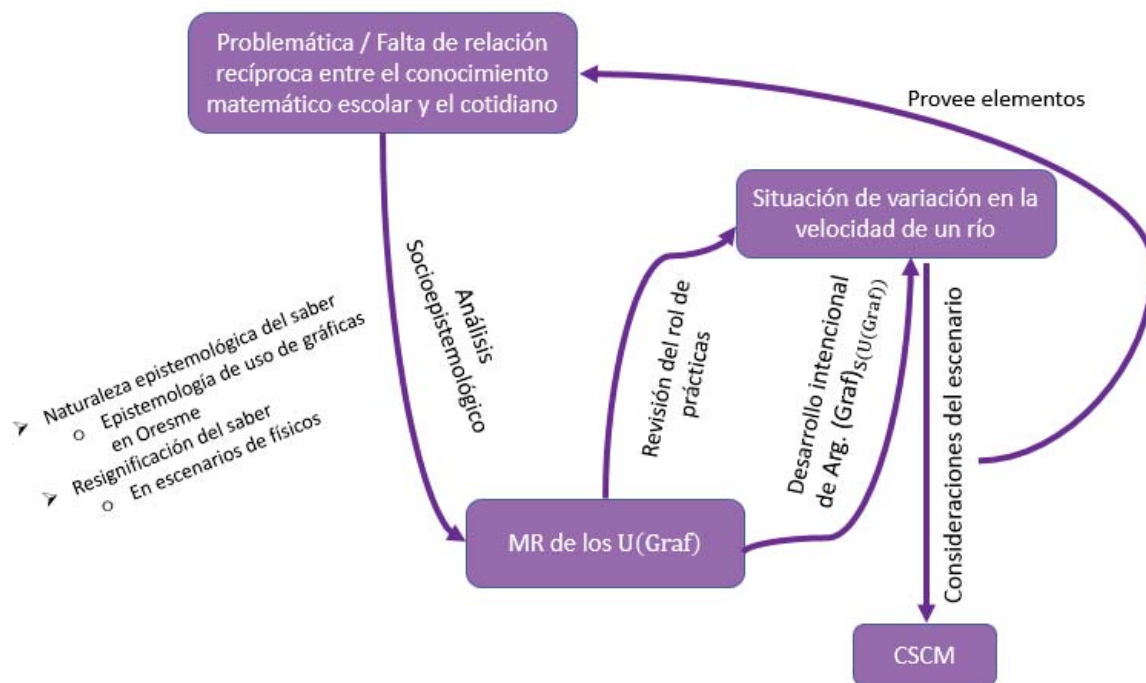 Problemática / Falta de relación
recíproca entre el conocimiento
matemático escolar y el cotidiano
Provee elementos
Situación de variación en la
velocidad de un río
Análisis
Socioepistemológico
➢ Naturaleza epistemológica del saber
o Epistemología de uso de gráficas
en Oresme
➢ Resignificación del saber
o En escenarios de físicos
Revisión del rol de
prácticas
Desarrollo intencional
de Arg. (Graf)S(U(Graf))
Consideraciones del escenario
MR de los U(Graf)
CSCM